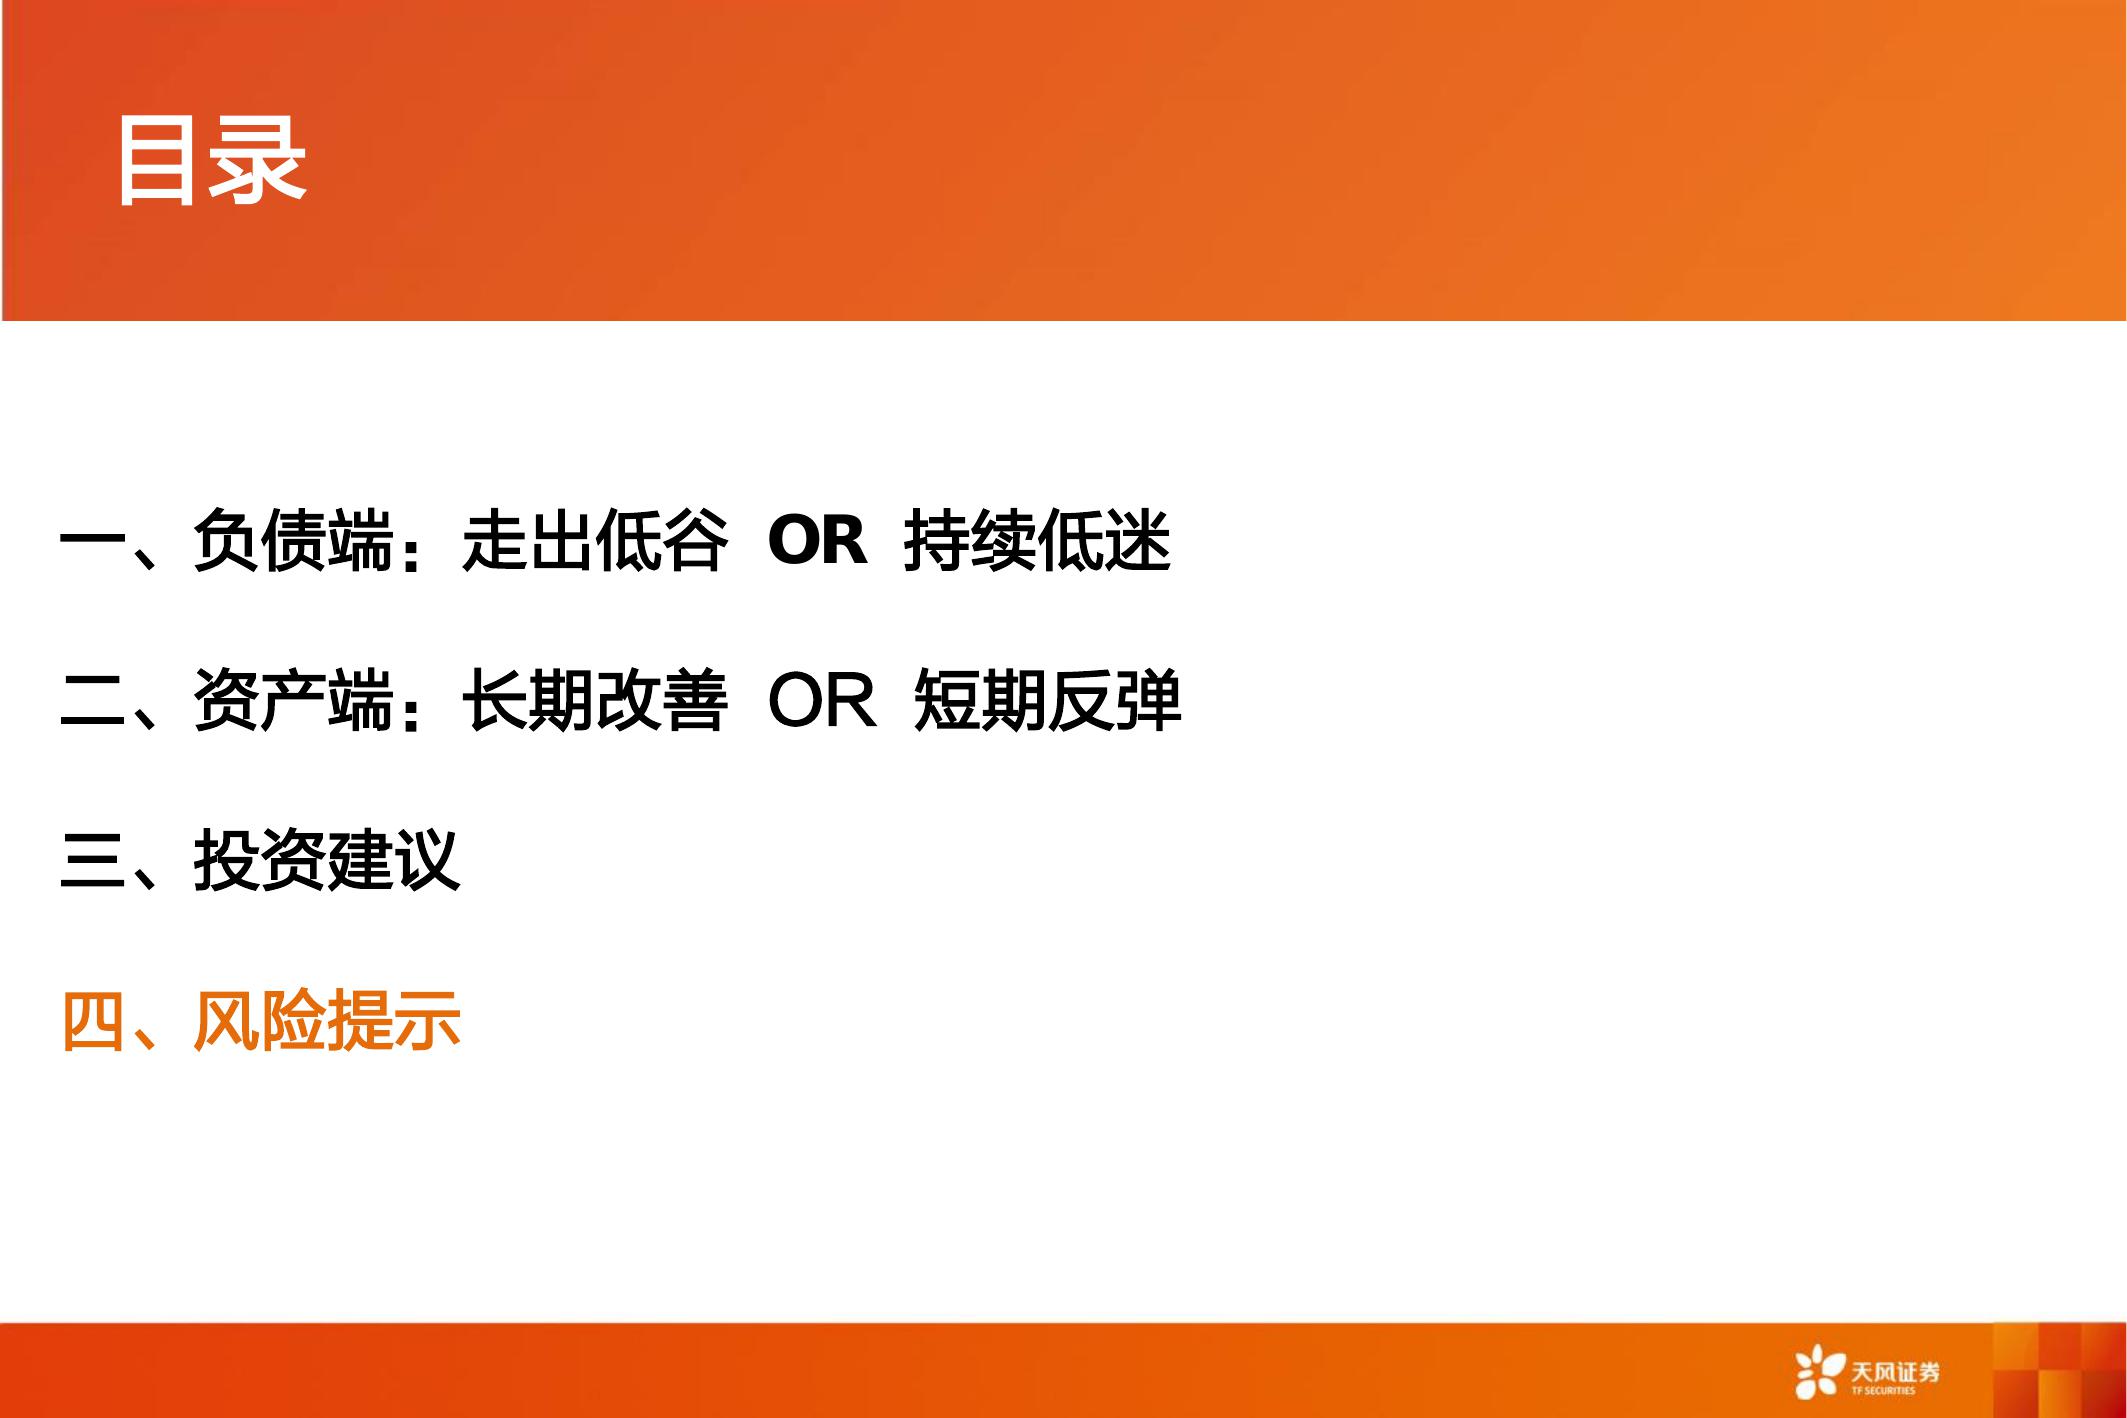 目录
一、负债端：走出低谷 OR 持续低迷
二、资产端：长期改善 OR 短期反弹
三、投资建议
四、风险提示
天风证券
TF SECURITIES